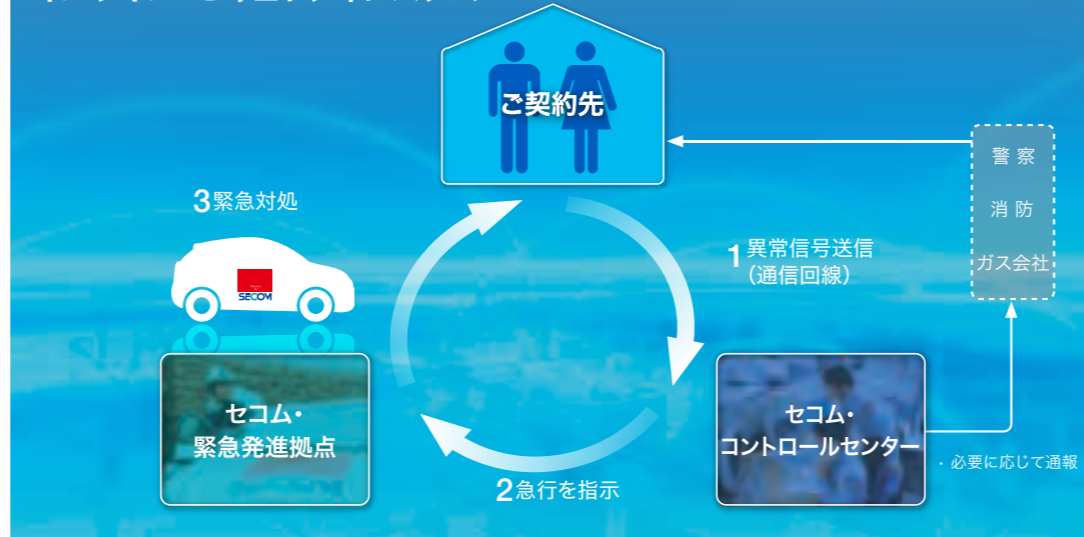 ご契約先
警察
消防
ガス会社
3 緊急対処
1 異常信号送信
（通信回線）
SECOM
セコム・
緊急発進拠点
セコム・
コントロールセンター
・必要に応じて通報
2 急行を指示